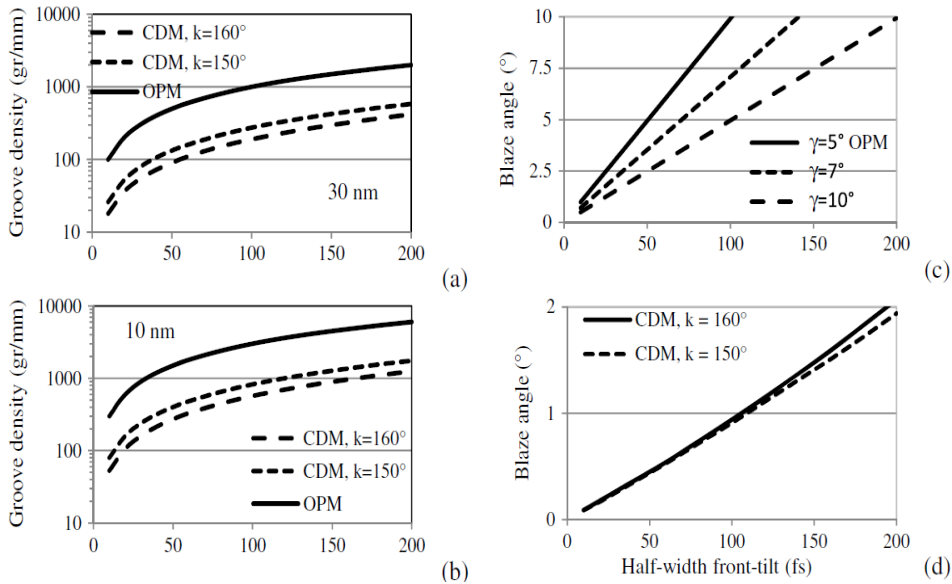 Groove density (gr/mm)
10000
1000
100
10
CDM, k=160°
CDM, k=150°
OPM
30 nm
0 50 100 150 200
(a)
Groove density (gr/mm)
10000
1000
100
10
10 nm
CDM, k=160°
CDM, k=150°
OPM
0 50 100 150 200
(b)
Blaze angle (°)
10
7.5
5
2.5
0
γ=5° OPM
γ=7°
γ=10°
0 50 100 150 200
(c)
Blaze angle (°)
2
1
0
CDM, k = 160°
CDM, k = 150°
0 50 100 150 200
Half-width front-tilt (fs)
(d)